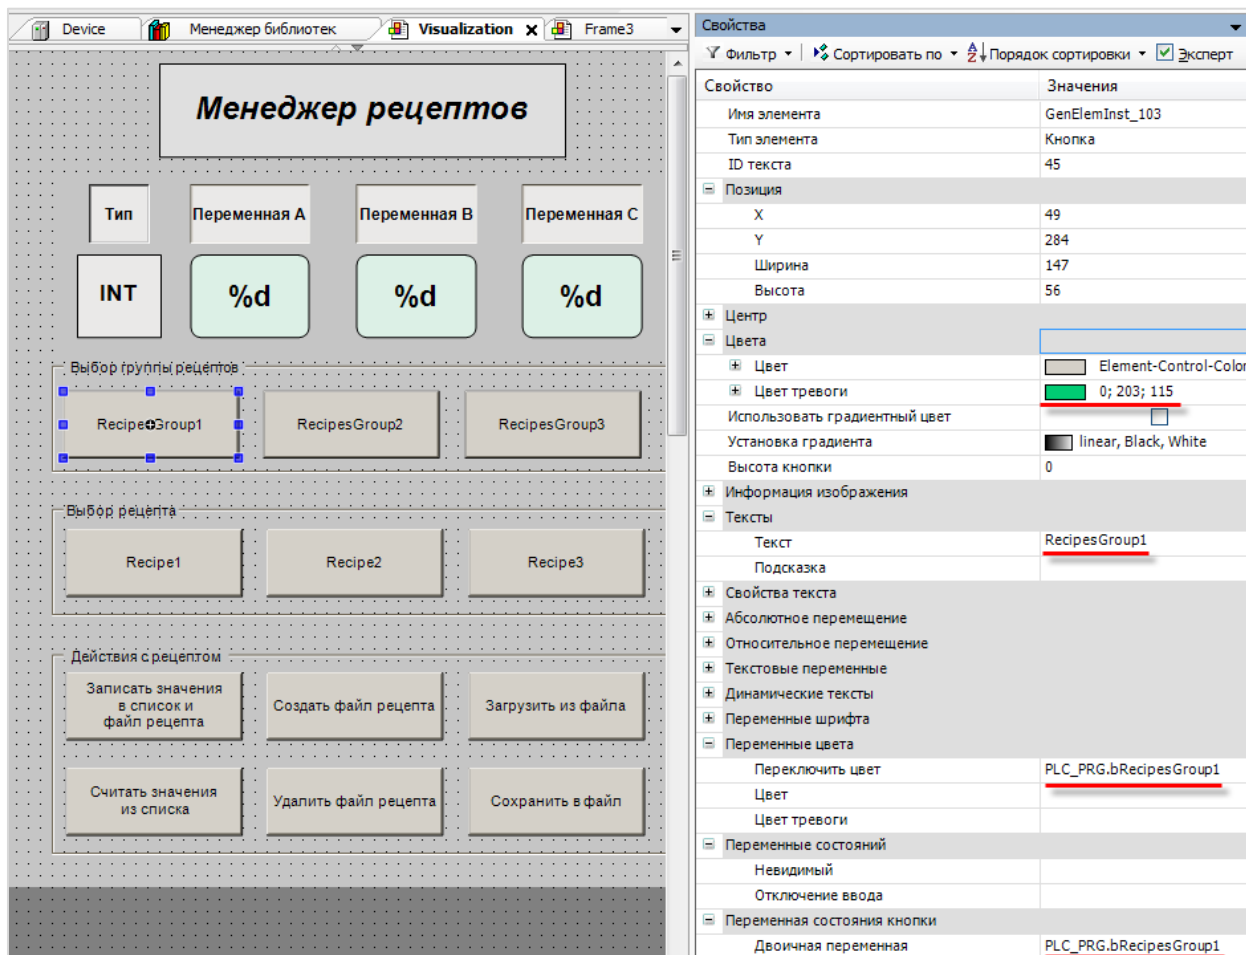 Device
Менеджер библиотек
Visualization
Frame3
Менеджер рецептов
Тип
Переменная A
Переменная B
Переменная C
INT
%d
%d
%d
Выбор группы рецептов
RecipesGroup1
RecipesGroup2
RecipesGroup3
Выбор рецепта
Recipe1
Recipe2
Recipe3
Действия с рецептом
Записать значения
в список и
файл рецепта
Создать файл рецепта
Загрузить из файла
Считать значения
из списка
Удалить файл рецепта
Сохранить в файл
Свойства
Фильтр
Сортировать по
Порядок сортировки
Эксперт
Свойство Значения
Имя элемента GenElemInst_103
Тип элемента Кнопка
ID текста 45
Позиция
X 49
Y 284
Ширина 147
Высота 56
Центр
Цвета
Цвет Element-Control-Color
Цвет тревоги 0; 203; 115
Использовать градиентный цвет
Установка градиента linear, Black, White
Высота кнопки 0
Информация изображения
Тексты
Текст RecipesGroup1
Подсказка
Свойства текста
Абсолютное перемещение
Относительное перемещение
Текстовые переменные
Динамические тексты
Переменные шрифта
Переменные цвета
Переключить цвет PLC_PRG.bRecipesGroup1
Цвет
Цвет тревоги
Переменные состояний
Невидимый
Отключение ввода
Переменная состояния кнопки
Двоичная переменная PLC_PRG.bRecipesGroup1